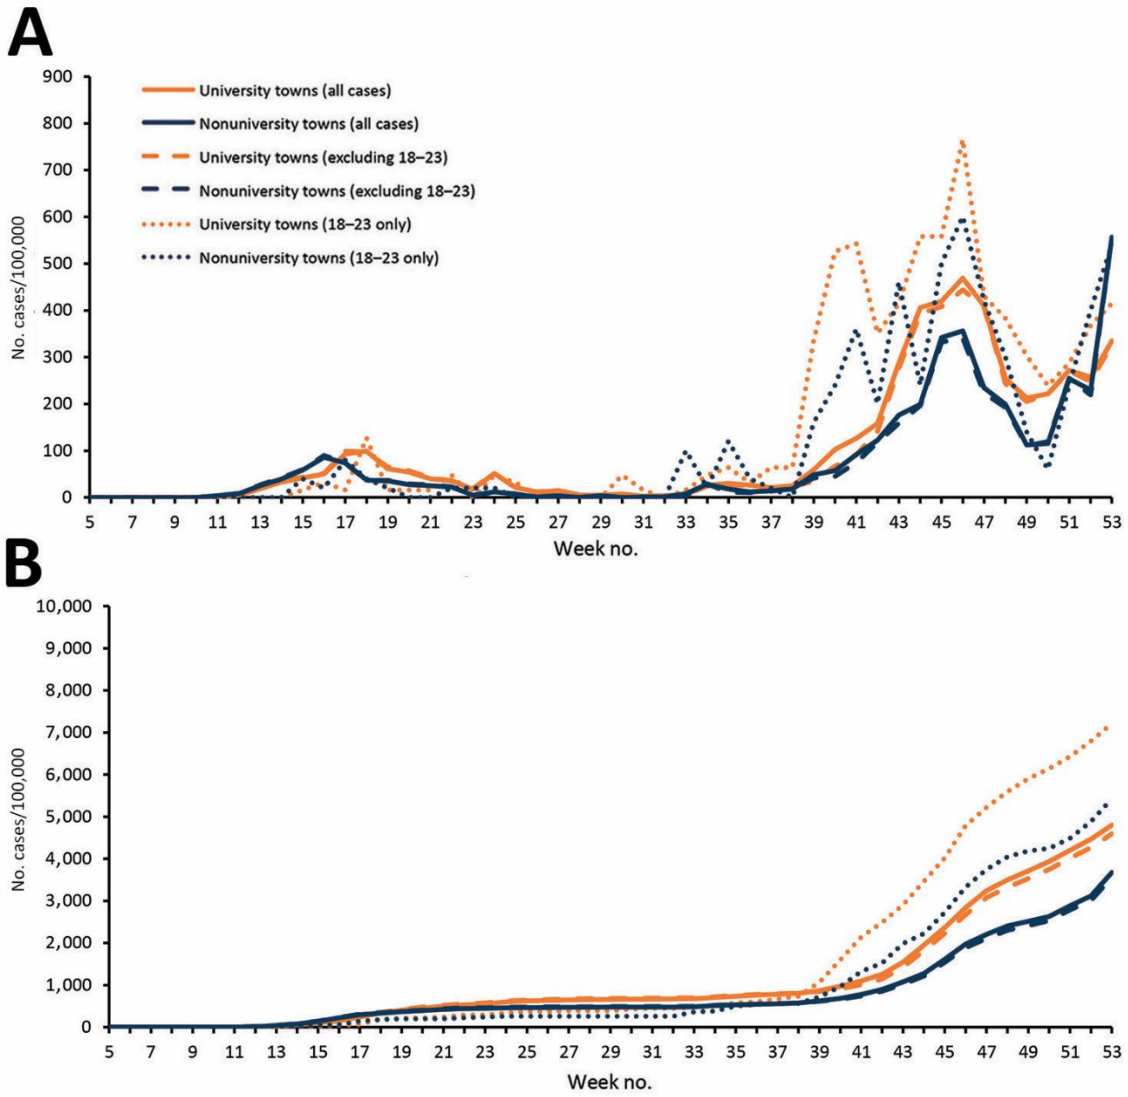 A
900
800
700
600
500
400
300
200
100
0
No. cases/100,000
University towns (all cases)
Nonuniversity towns (all cases)
University towns (excluding 18–23)
Nonuniversity towns (excluding 18–23)
University towns (18–23 only)
Nonuniversity towns (18–23 only)
5 7 9 11 13 15 17 19 21 23 25 27 29 31 33 35 37 39 41 43 45 47 49 51 53
Week no.
B
10,000
9,000
8,000
7,000
6,000
5,000
4,000
3,000
2,000
1,000
0
No. cases/100,000
5 7 9 11 13 15 17 19 21 23 25 27 29 31 33 35 37 39 41 43 45 47 49 51 53
Week no.